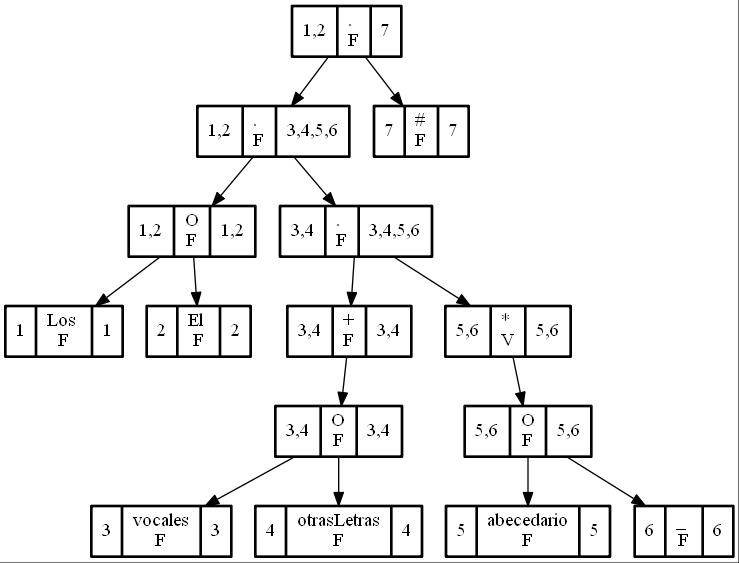 1,2 . F 7
1,2 . F 3,4,5,6
7 # F 7
1,2 O F 1,2
3,4 . F 3,4,5,6
1 Los F 1
2 El F 2
3,4 + F 3,4
5,6 * V 5,6
3,4 O F 3,4
5,6 O F 5,6
3 vocales F 3
4 otrasLetras F 4
5 abecedario F 5
6 _ F 6